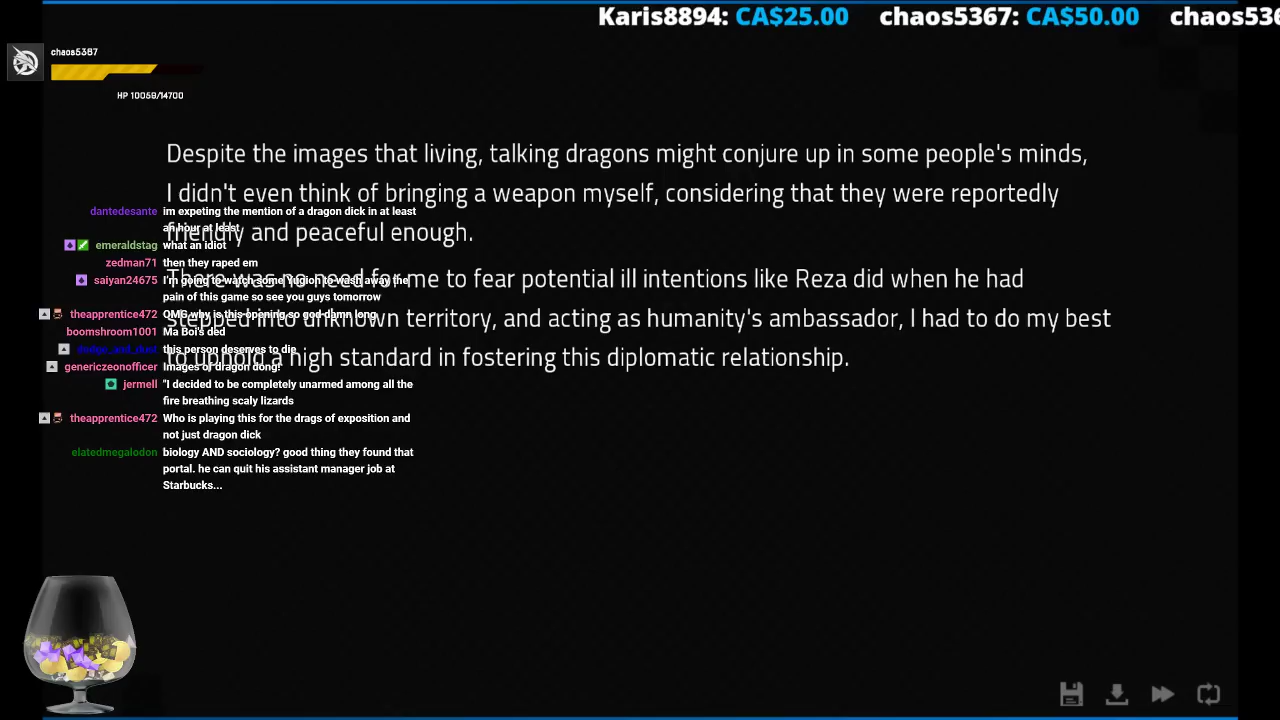 Karis8894: CA$25.00 chaos5367: CA$50.00 chaos536
chaos5367
HP 10059/14700
Despite the images that living, talking dragons might conjure up in some people's minds,
I didn't even think of bringing a weapon myself, considering that they were reportedly
friendly and peaceful enough.
There was no need for me to fear potential ill intentions like Reza did when he had
stepped into unknown territory, and acting as humanity's ambassador, I had to do my best
to uphold a high standard in fostering this diplomatic relationship.
dantedesante im expeting the mention of a dragon dick in at least
an hour at least
emeraldstag what an idiot
zedman71 then they raped em
saiyan24675 I'm going to watch some Yugioh to wash away the
pain of this game so see you guys tomorrow
theapprentice472 OMG why is this opening so god damn long
boomshroom1001 Ma Boi's ded
this person deserves to die
genericzeonofficer Images of dragon dong!
jermell "I decided to be completely unarmed among all the
fire breathing scaly lizards
theapprentice472 Who is playing this for the drags of exposition and
not just dragon dick
elatedmegalodon biology AND sociology? good thing they found that
portal. he can quit his assistant manager job at
Starbucks...